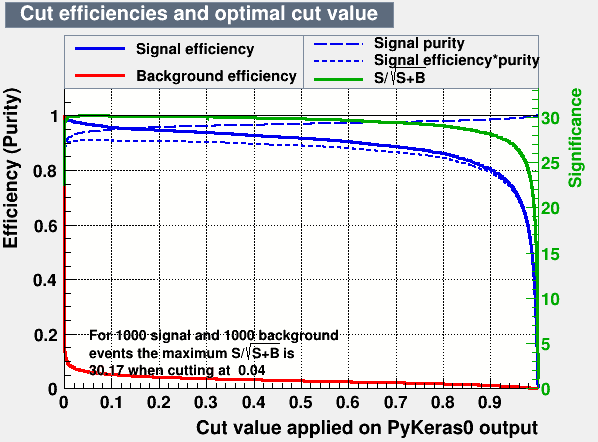 Cut efficiencies and optimal cut value
Signal efficiency
Background efficiency
Signal purity
Signal efficiency*purity
S/√S+B
Efficiency (Purity)
1
0.8
0.6
0.4
0.2
0
Significance
30
25
20
15
10
5
0
For 1000 signal and 1000 background
events the maximum S/√S+B is
30.17 when cutting at 0.04
0 0.1 0.2 0.3 0.4 0.5 0.6 0.7 0.8 0.9
Cut value applied on PyKeras0 output